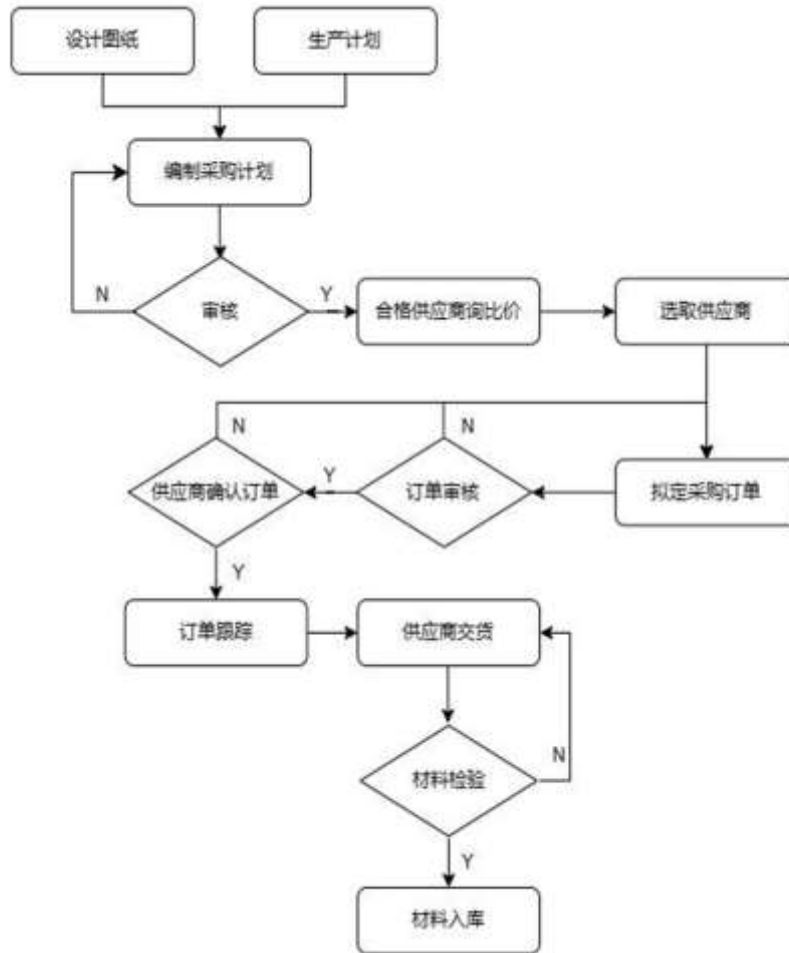 设计图纸
生产计划
编制采购计划
N
审核
Y
合格供应商询比价
选取供应商
N
N
供应商确认订单
Y
订单审核
拟定采购订单
Y
订单跟踪
供应商交货
N
材料检验
Y
材料入库